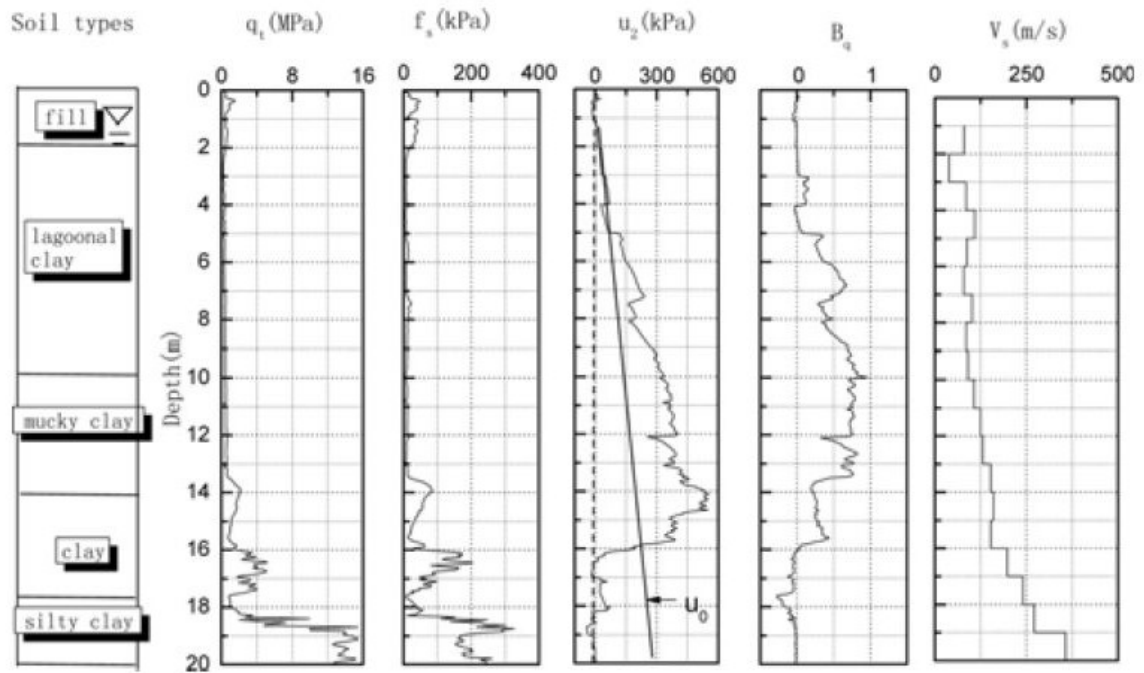 Soil types
q_t(MPa)
f_s(kPa)
u_2(kPa)
B_q
V_s(m/s)
0 8 16
0 200 400
0 300 600
0 1
0 250 500
fill
lagoonal
clay
mucky clay
clay
silty clay
Depth(m)
0
2
4
6
8
10
12
14
16
18
20
u_0